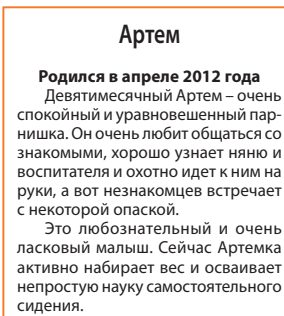 Артем
Родился в апреле 2012 года
Девятимесячный Артем – очень
спокойный и уравновешенный пар-
нишка. Он очень любит общаться со
знакомыми, хорошо узнает няню и
воспитателя и охотно идет к ним на
руки, а вот незнакомцев встречает
с некоторой опаской.
Это любознательный и очень
ласковый малыш. Сейчас Артемка
активно набирает вес и осваивает
непростую науку самостоятельного
сидения.